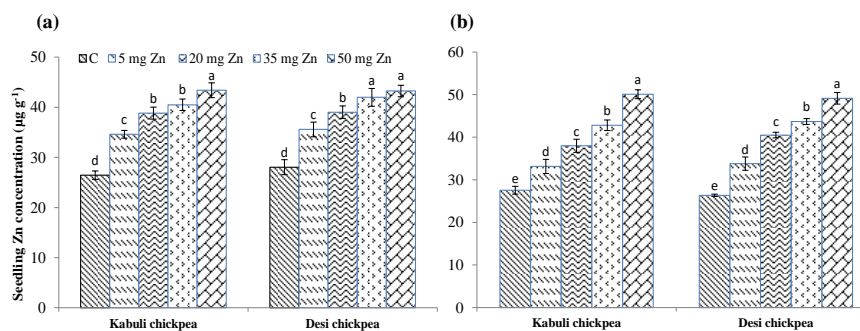 (a)
(b)
C 5 mg Zn 20 mg Zn 35 mg Zn 50 mg Zn
Seedling Zn concentration (µg g-1)
50
40
30
20
10
0
d
c
b
b
a
d
c
b
a
a
Kabuli chickpea Desi chickpea
60
50
40
30
20
10
0
e
d
c
b
a
e
d
c
b
a
Kabuli chickpea Desi chickpea